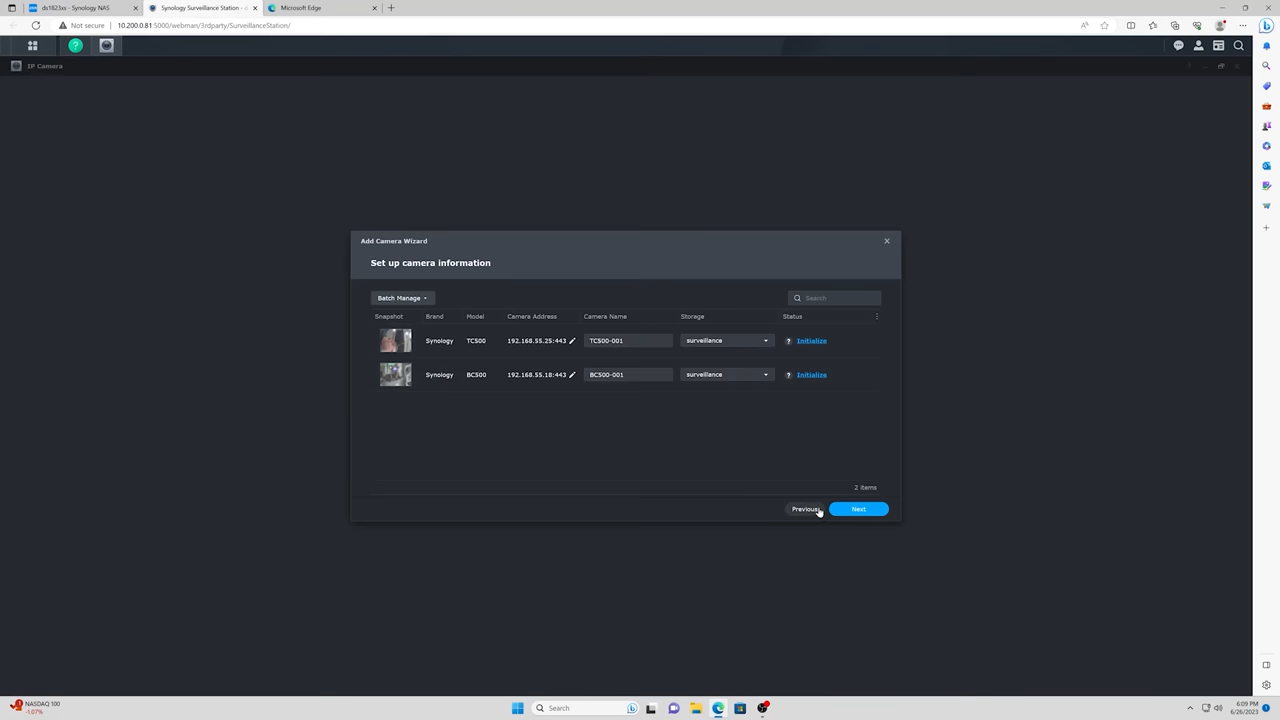 ds1823xs - Synology NAS
Synology Surveillance Station - d
Microsoft Edge
Not secure
10.200.0.81:5000/webman/3rdparty/SurveillanceStation/
IP Camera
Add Camera Wizard
Set up camera information
Batch Manage
Search
Snapshot Brand Model Camera Address Camera Name Storage Status
Synology TC500 192.168.55.25:443 TC500-001 surveillance Initialize
Synology BC500 192.168.55.18:443 BC500-001 surveillance Initialize
2 items
Previous Next
1
NASDAQ 100
-1.07%
Search
6:09 PM
6/26/2023